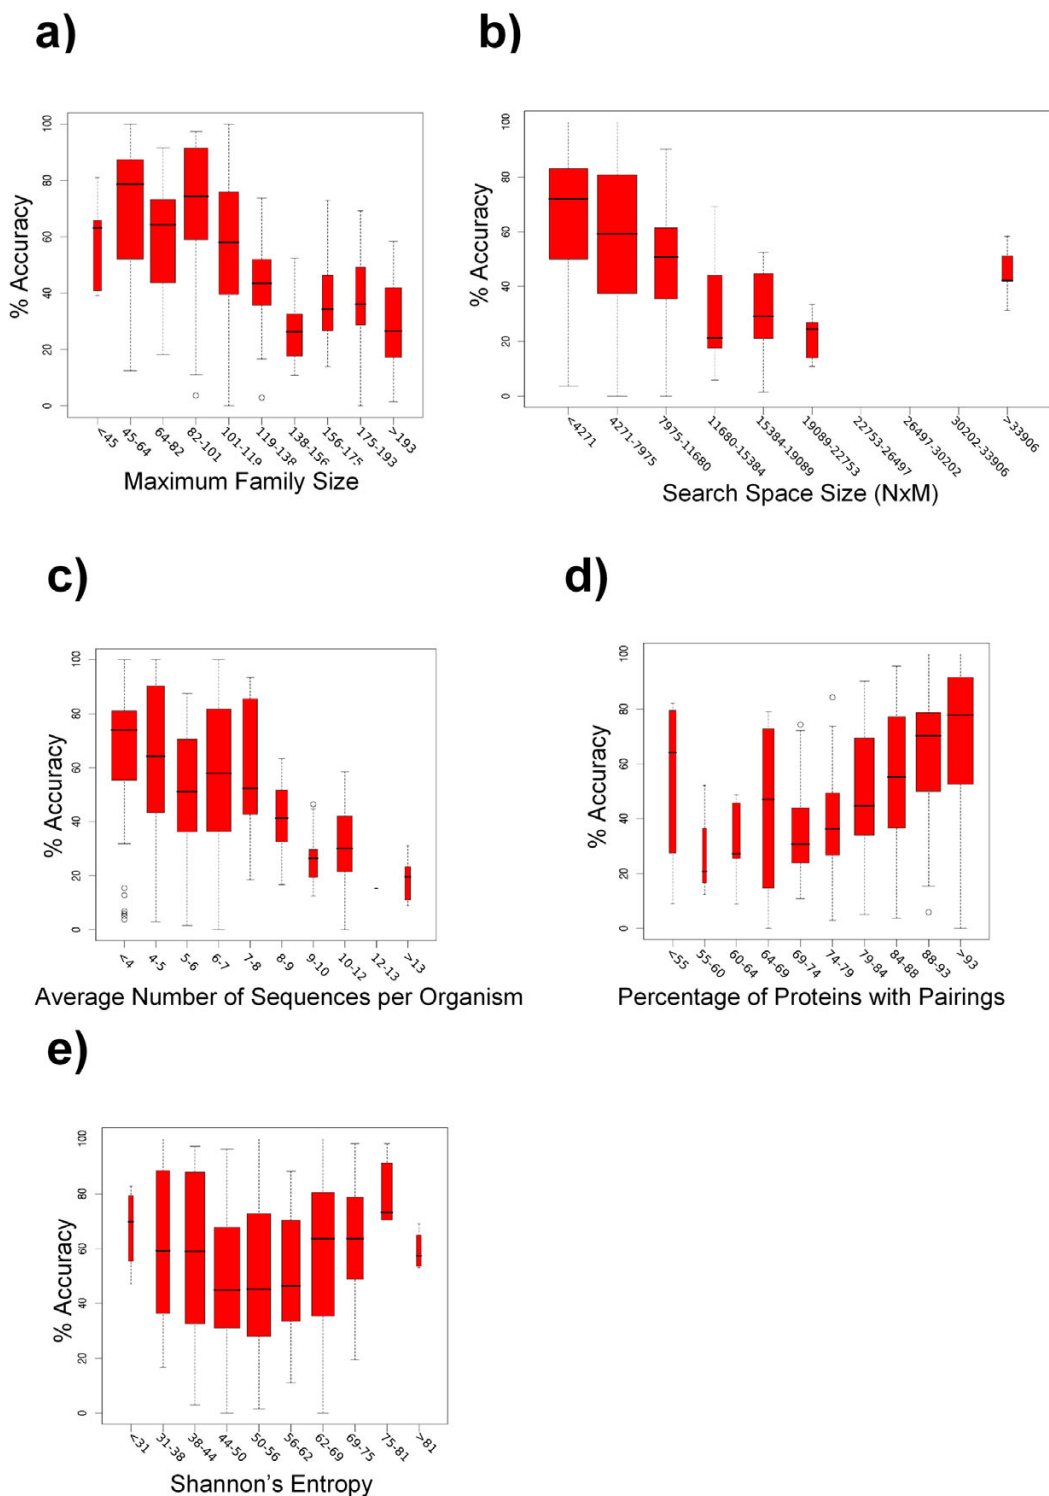 a)
b)
% Accuracy
0 20 40 60 80 100
<45 45-64 64-82 82-101 101-119 119-138 138-156 156-175 175-193 >193
Maximum Family Size
% Accuracy
0 20 40 60 80 100
<4271 4271-7975 7975-11680 11680-15384 15384-19089 19089-22753 22753-26497 26497-30202 30202-33906 >33906
Search Space Size (NxM)
c)
d)
% Accuracy
0 20 40 60 80 100
<4 4-5 5-6 6-7 7-8 8-9 9-10 10-12 12-13 >13
Average Number of Sequences per Organism
% Accuracy
0 20 40 60 80 100
<55 55-60 60-64 64-69 69-74 74-79 79-84 84-88 88-93 >93
Percentage of Proteins with Pairings
e)
% Accuracy
0 20 40 60 80 100
<31 31-38 38-44 44-50 50-56 56-62 62-69 69-75 75-81 >81
Shannon's Entropy